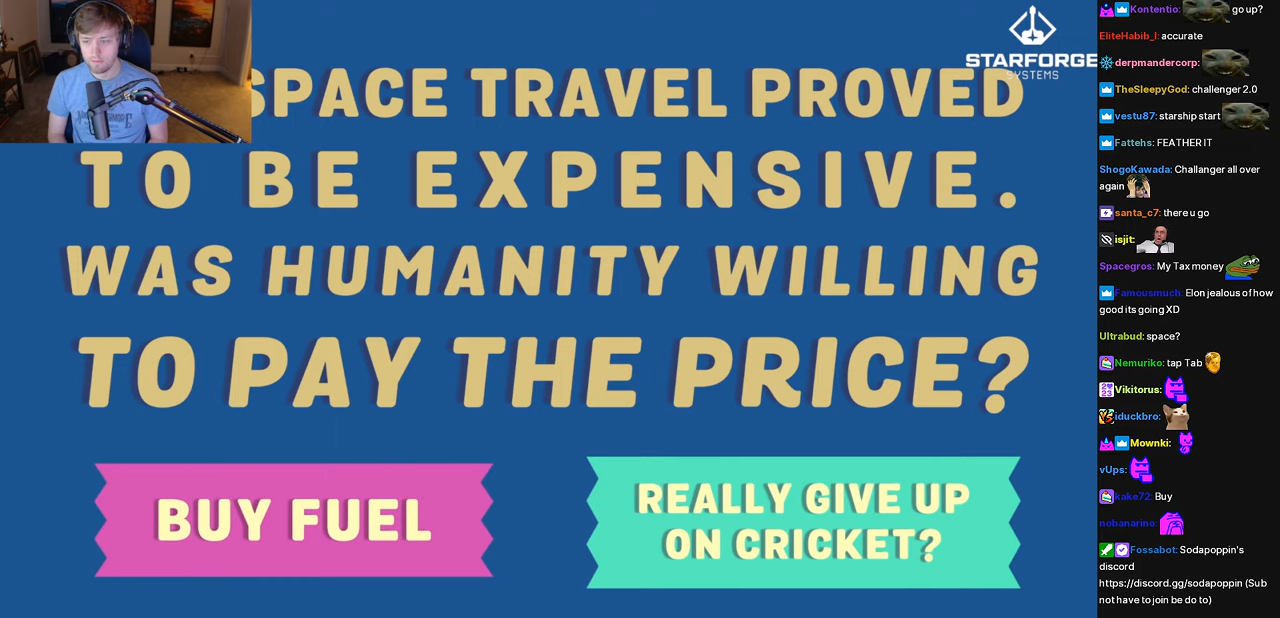 SPACE TRAVEL PROVED
TO BE EXPENSIVE.
WAS HUMANITY WILLING
TO PAY THE PRICE?
BUY FUEL
REALLY GIVE UP
ON CRICKET?
STARFORGE
SYSTEMS
Kontentio: go up?
EliteHabib_I: accurate
derpmandercorp:
TheSleepyGod: challenger 2.0
vestu87: starship start
Fattehs: FEATHER IT
ShogoKawada: Challanger all over
again
santa_c7: there u go
isjit:
Spacegros: My Tax money
Famousmuch: Elon jealous of how
good its going XD
Ultrabud: space?
Nemuriko: tap Tab
Vikitorus:
iduckbro:
Mownki:
vUps:
kake72: Buy
nobanarino:
Fossabot: Sodapoppin's
discord
https://discord.gg/sodapoppin (Sub
not have to join be do to)